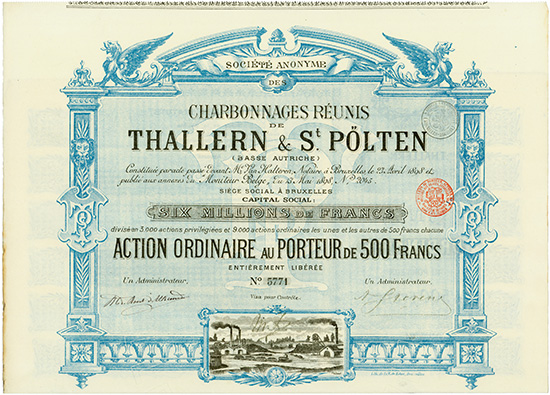 SOCIÉTÉ ANONYME
DES
CHARBONNAGES RÉUNIS
DE
THALLERN & St PÖLTEN
(BASSE AUTRICHE)
Constituée par acte passé devant Me Van Halteren, Notaire à Bruxelles le 23 Avril 1898 et
publié aux annexes du Moniteur Belge, du 15 Mai 1898, No 2045.
SIÈGE SOCIAL À BRUXELLES
CAPITAL SOCIAL:
SIX MILLIONS DE FRANCS
divisé en 3,000 actions privilégiées et 9,000 actions ordinaires les unes et les autres de 500 francs chacune
ACTION ORDINAIRE AU PORTEUR DE 500 FRANCS
ENTIÈREMENT LIBÉRÉE
Un Administrateur, No 5771 Un Administrateur,
Visa pour Contrôle.